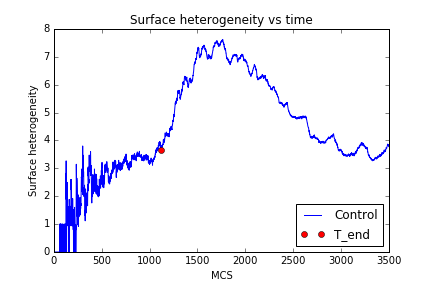 Surface heterogeneity vs time
8
7
6
5
4
3
2
1
0
Surface heterogeneity
0 500 1000 1500 2000 2500 3000 3500
MCS
Control
T_end